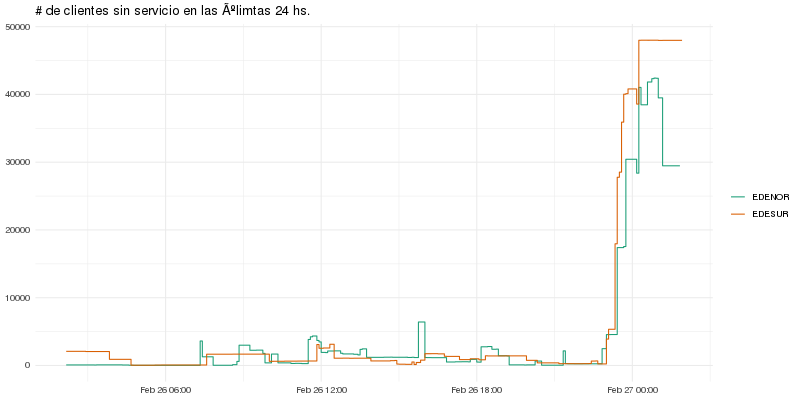 # de clientes sin servicio en las Ãºlimtas 24 hs.
50000
40000
30000
20000
10000
0
Feb 26 06:00
Feb 26 12:00
Feb 26 18:00
Feb 27 00:00
EDENOR
EDESUR